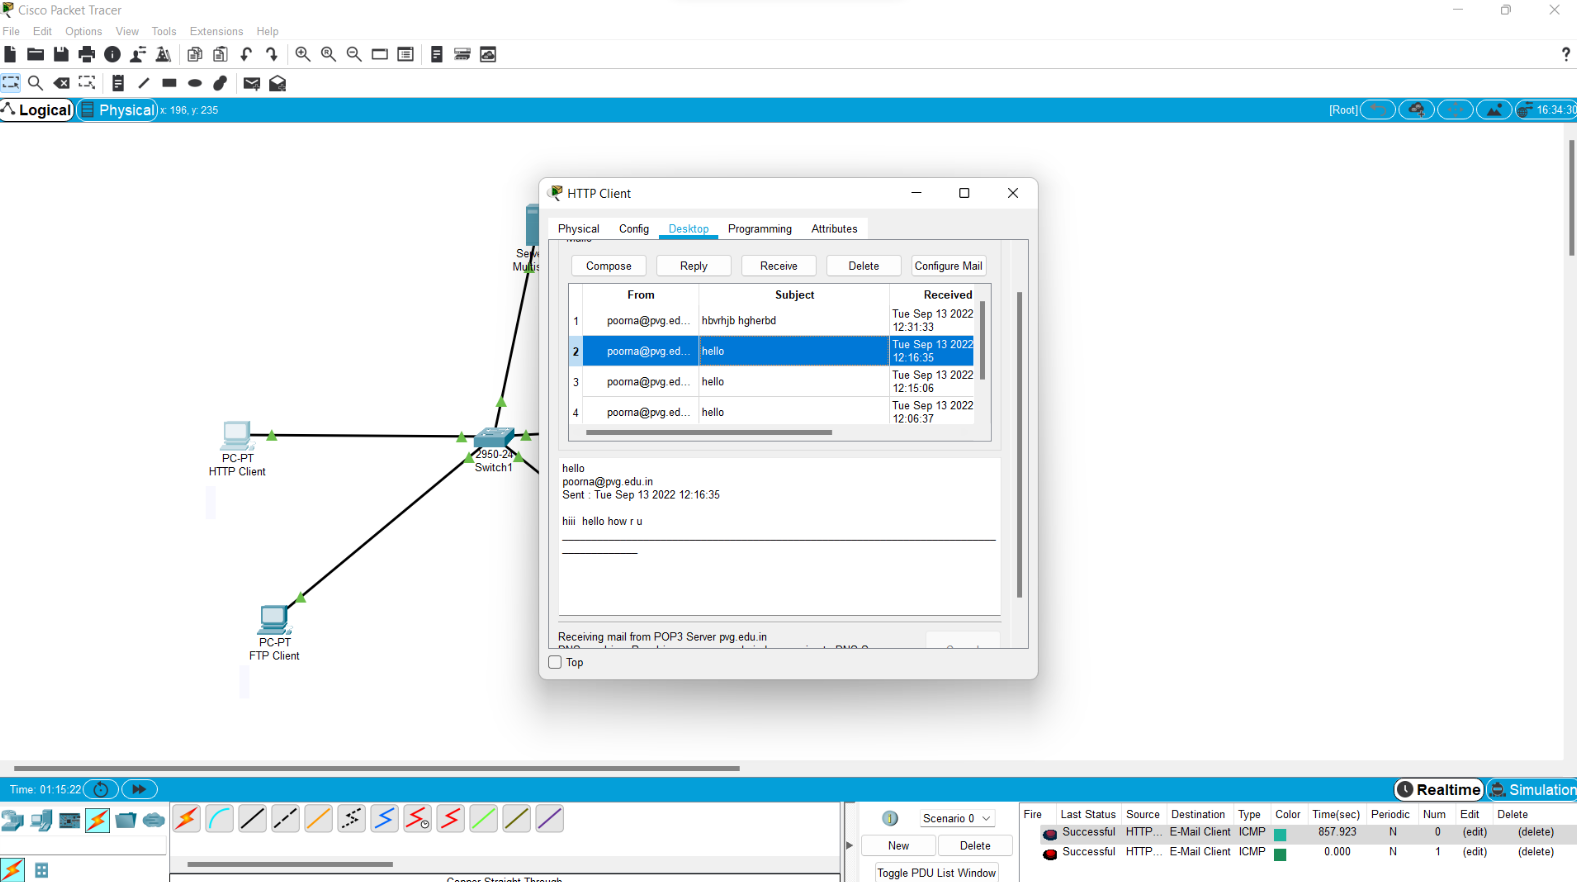 Cisco Packet Tracer
File Edit Options View Tools Extensions Help
?
Logical Physical x: 196, y: 235 [Root] 16:34:30
HTTP Client
Physical Config Desktop Programming Attributes
Mails
Compose Reply Receive Delete Configure Mail
From Subject Received
1 poorna@pvg.ed... hbvrhjb hgherbd Tue Sep 13 2022 12:31:33
2 poorna@pvg.ed... hello Tue Sep 13 2022 12:16:35
3 poorna@pvg.ed... hello Tue Sep 13 2022 12:15:06
4 poorna@pvg.ed... hello Tue Sep 13 2022 12:06:37
hello
poorna@pvg.edu.in
Sent : Tue Sep 13 2022 12:16:35
hiii hello how r u
Receiving mail from POP3 Server pvg.edu.in
Top
Serve
Multis
2950-24
Switch1
PC-PT
HTTP Client
PC-PT
FTP Client
Time: 01:15:22 Realtime Simulation
Scenario 0
New Delete
Toggle PDU List Window
Fire Last Status Source Destination Type Color Time(sec) Periodic Num Edit Delete
Successful HTTP... E-Mail Client ICMP 857.923 N 0 (edit) (delete)
Successful HTTP... E-Mail Client ICMP 0.000 N 1 (edit) (delete)
Copper Straight-Through